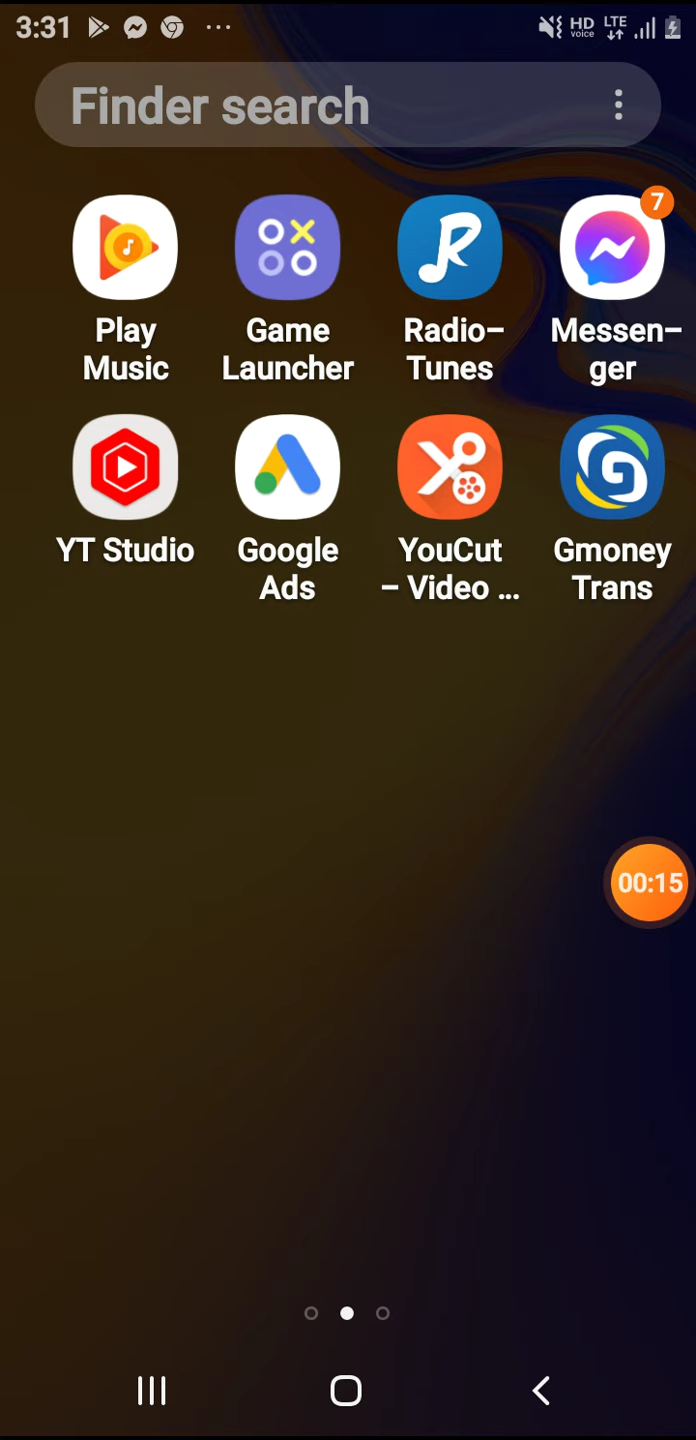 3:31 HD voice LTE
Finder search
7
Play Music
Game Launcher
Radio–Tunes
Messen–ger
YT Studio
Google Ads
YouCut – Video ...
Gmoney Trans
00:15